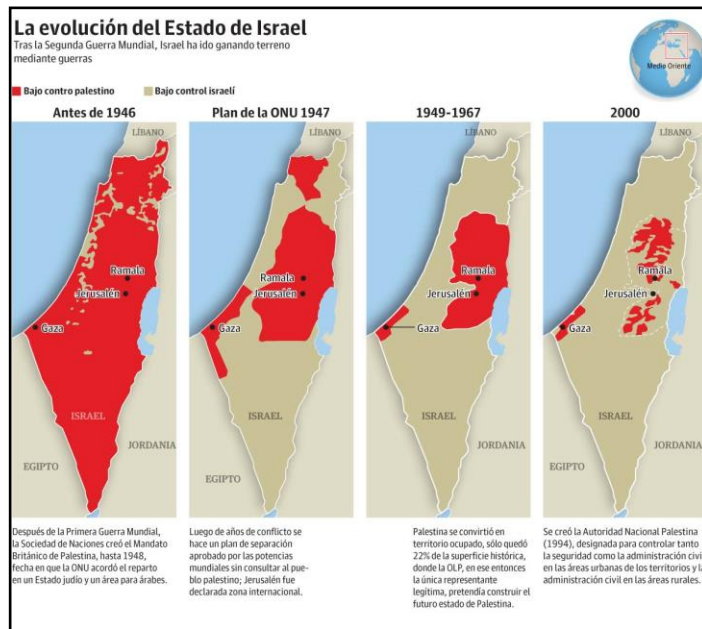 La evolución del Estado de Israel
Tras la Segunda Guerra Mundial, Israel ha ido ganando terreno
mediante guerras
Medio Oriente
Bajo contro palestino
Bajo control israelí
Antes de 1946
LÍBANO
Ramala
Jerusalén
Gaza
ISRAEL
JORDANIA
EGIPTO
Después de la Primera Guerra Mundial,
la Sociedad de Naciones creó el Mandato
Británico de Palestina, hasta 1948,
fecha en que la ONU acordó el reparto
en un Estado judío y un área para árabes.
Plan de la ONU 1947
LÍBANO
Ramala
Jerusalén
Gaza
ISRAEL
JORDANIA
EGIPTO
Luego de años de conflicto se
hace un plan de separación
aprobado por las potencias
mundiales sin consultar al pue-
blo palestino; Jerusalén fue
declarada zona internacional.
1949-1967
LÍBANO
Ramala
Jerusalén
Gaza
ISRAEL
JORDANIA
EGIPTO
Palestina se convirtió en
territorio ocupado, sólo quedó
22% de la superficie histórica,
donde la OLP, en ese entonces
la única representante
legítima, pretendía construir el
futuro estado de Palestina.
2000
LÍBANO
Ramala
Jerusalén
Gaza
ISRAEL
JORDANIA
EGIPTO
Se creó la Autoridad Nacional Palestina
(1994), designada para controlar tanto
la seguridad como la administración civil
en las áreas urbanas de los territorios y la
administración civil en las áreas rurales.